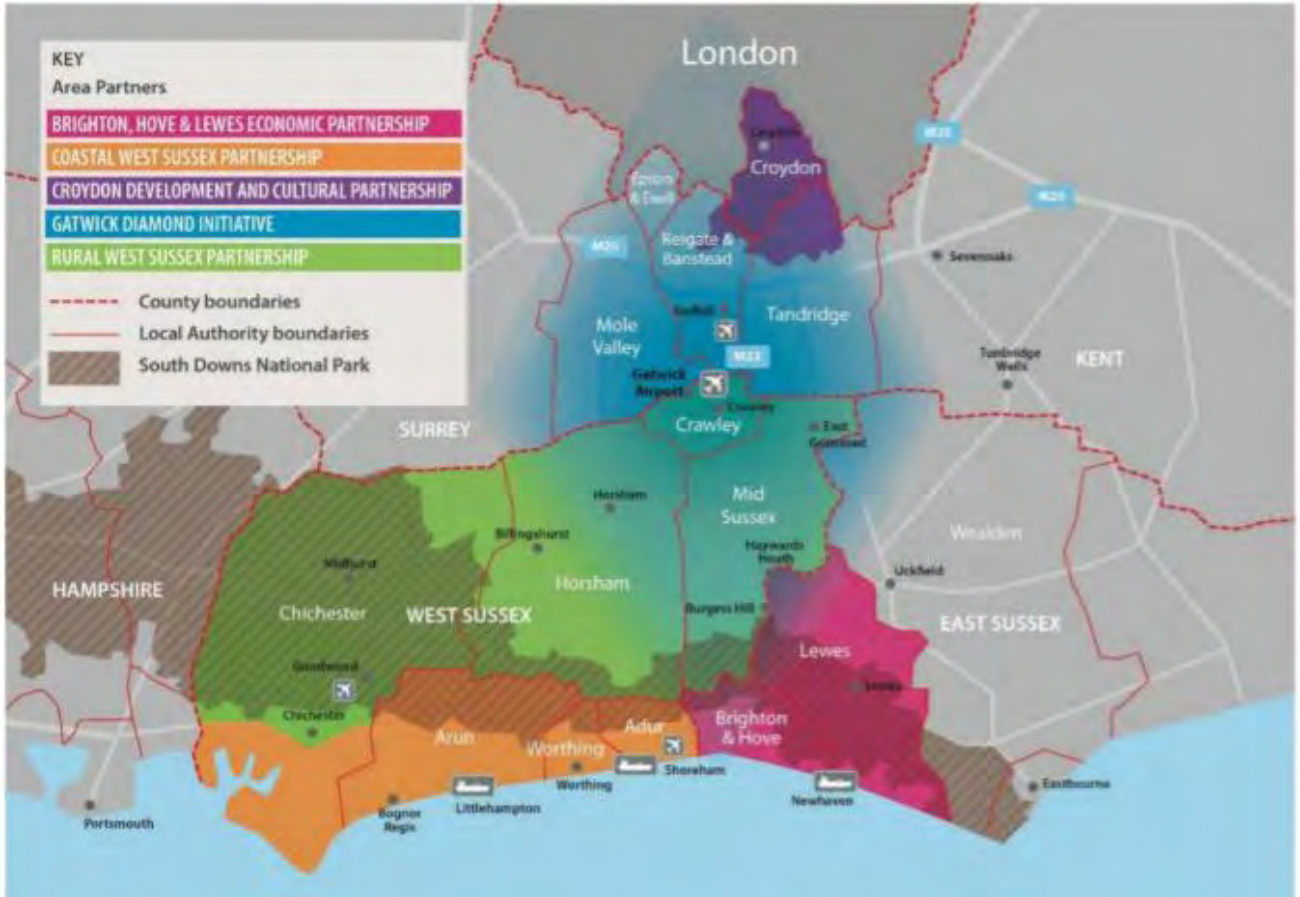 London
KEY
Area Partners
BRIGHTON, HOVE & LEWES ECONOMIC PARTNERSHIP
COASTAL WEST SUSSEX PARTNERSHIP
CROYDON DEVELOPMENT AND CULTURAL PARTNERSHIP
GATWICK DIAMOND INITIATIVE
RURAL WEST SUSSEX PARTNERSHIP
County boundaries
Local Authority boundaries
South Downs National Park
Croydon
Epsom
& Ewell
Reigate &
Banstead
Sevenoaks
Mole
Valley
Tandridge
M23
Tunbridge
Wells
KENT
Gatwick
Airport
Crawley
Crawley
East
Grinstead
SURREY
Horsham
Mid
Sussex
Billingshurst
Haywards
Heath
Wealden
Uckfield
HAMPSHIRE
Midhurst
Chichester
WEST SUSSEX
Horsham
Burgess Hill
EAST SUSSEX
Lewes
Goodwood
Lewes
Chichester
Arun
Worthing
Adur
Brighton
& Hove
Shoreham
Worthing
Littlehampton
Bognor
Regis
Newhaven
Eastbourne
Portsmouth